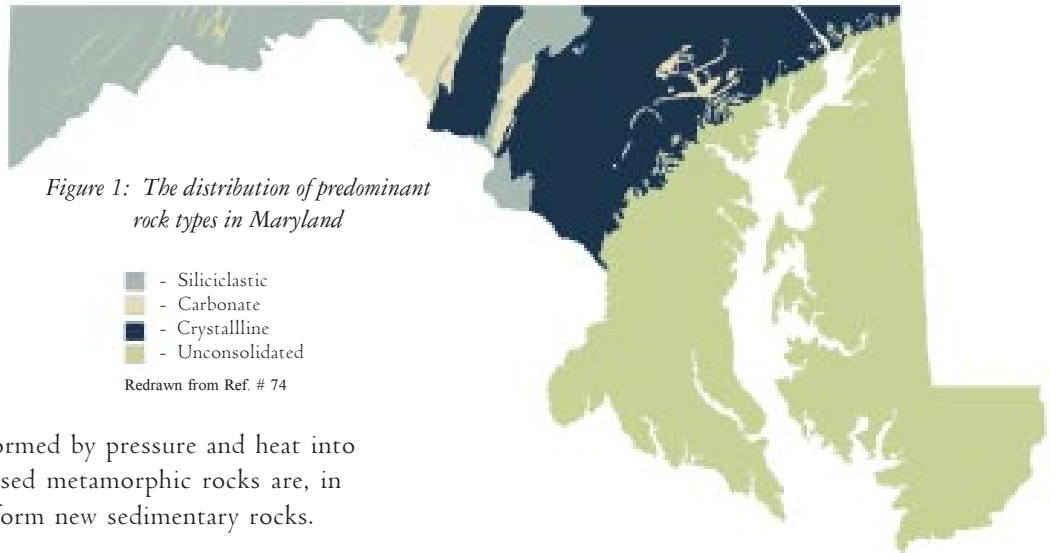 Figure 1: The distribution of predominant
rock types in Maryland
- Siliciclastic
- Carbonate
- Crystallline
- Unconsolidated
Redrawn from Ref. # 74
ormed by pressure and heat into
sed metamorphic rocks are, in
form new sedimentary rocks.